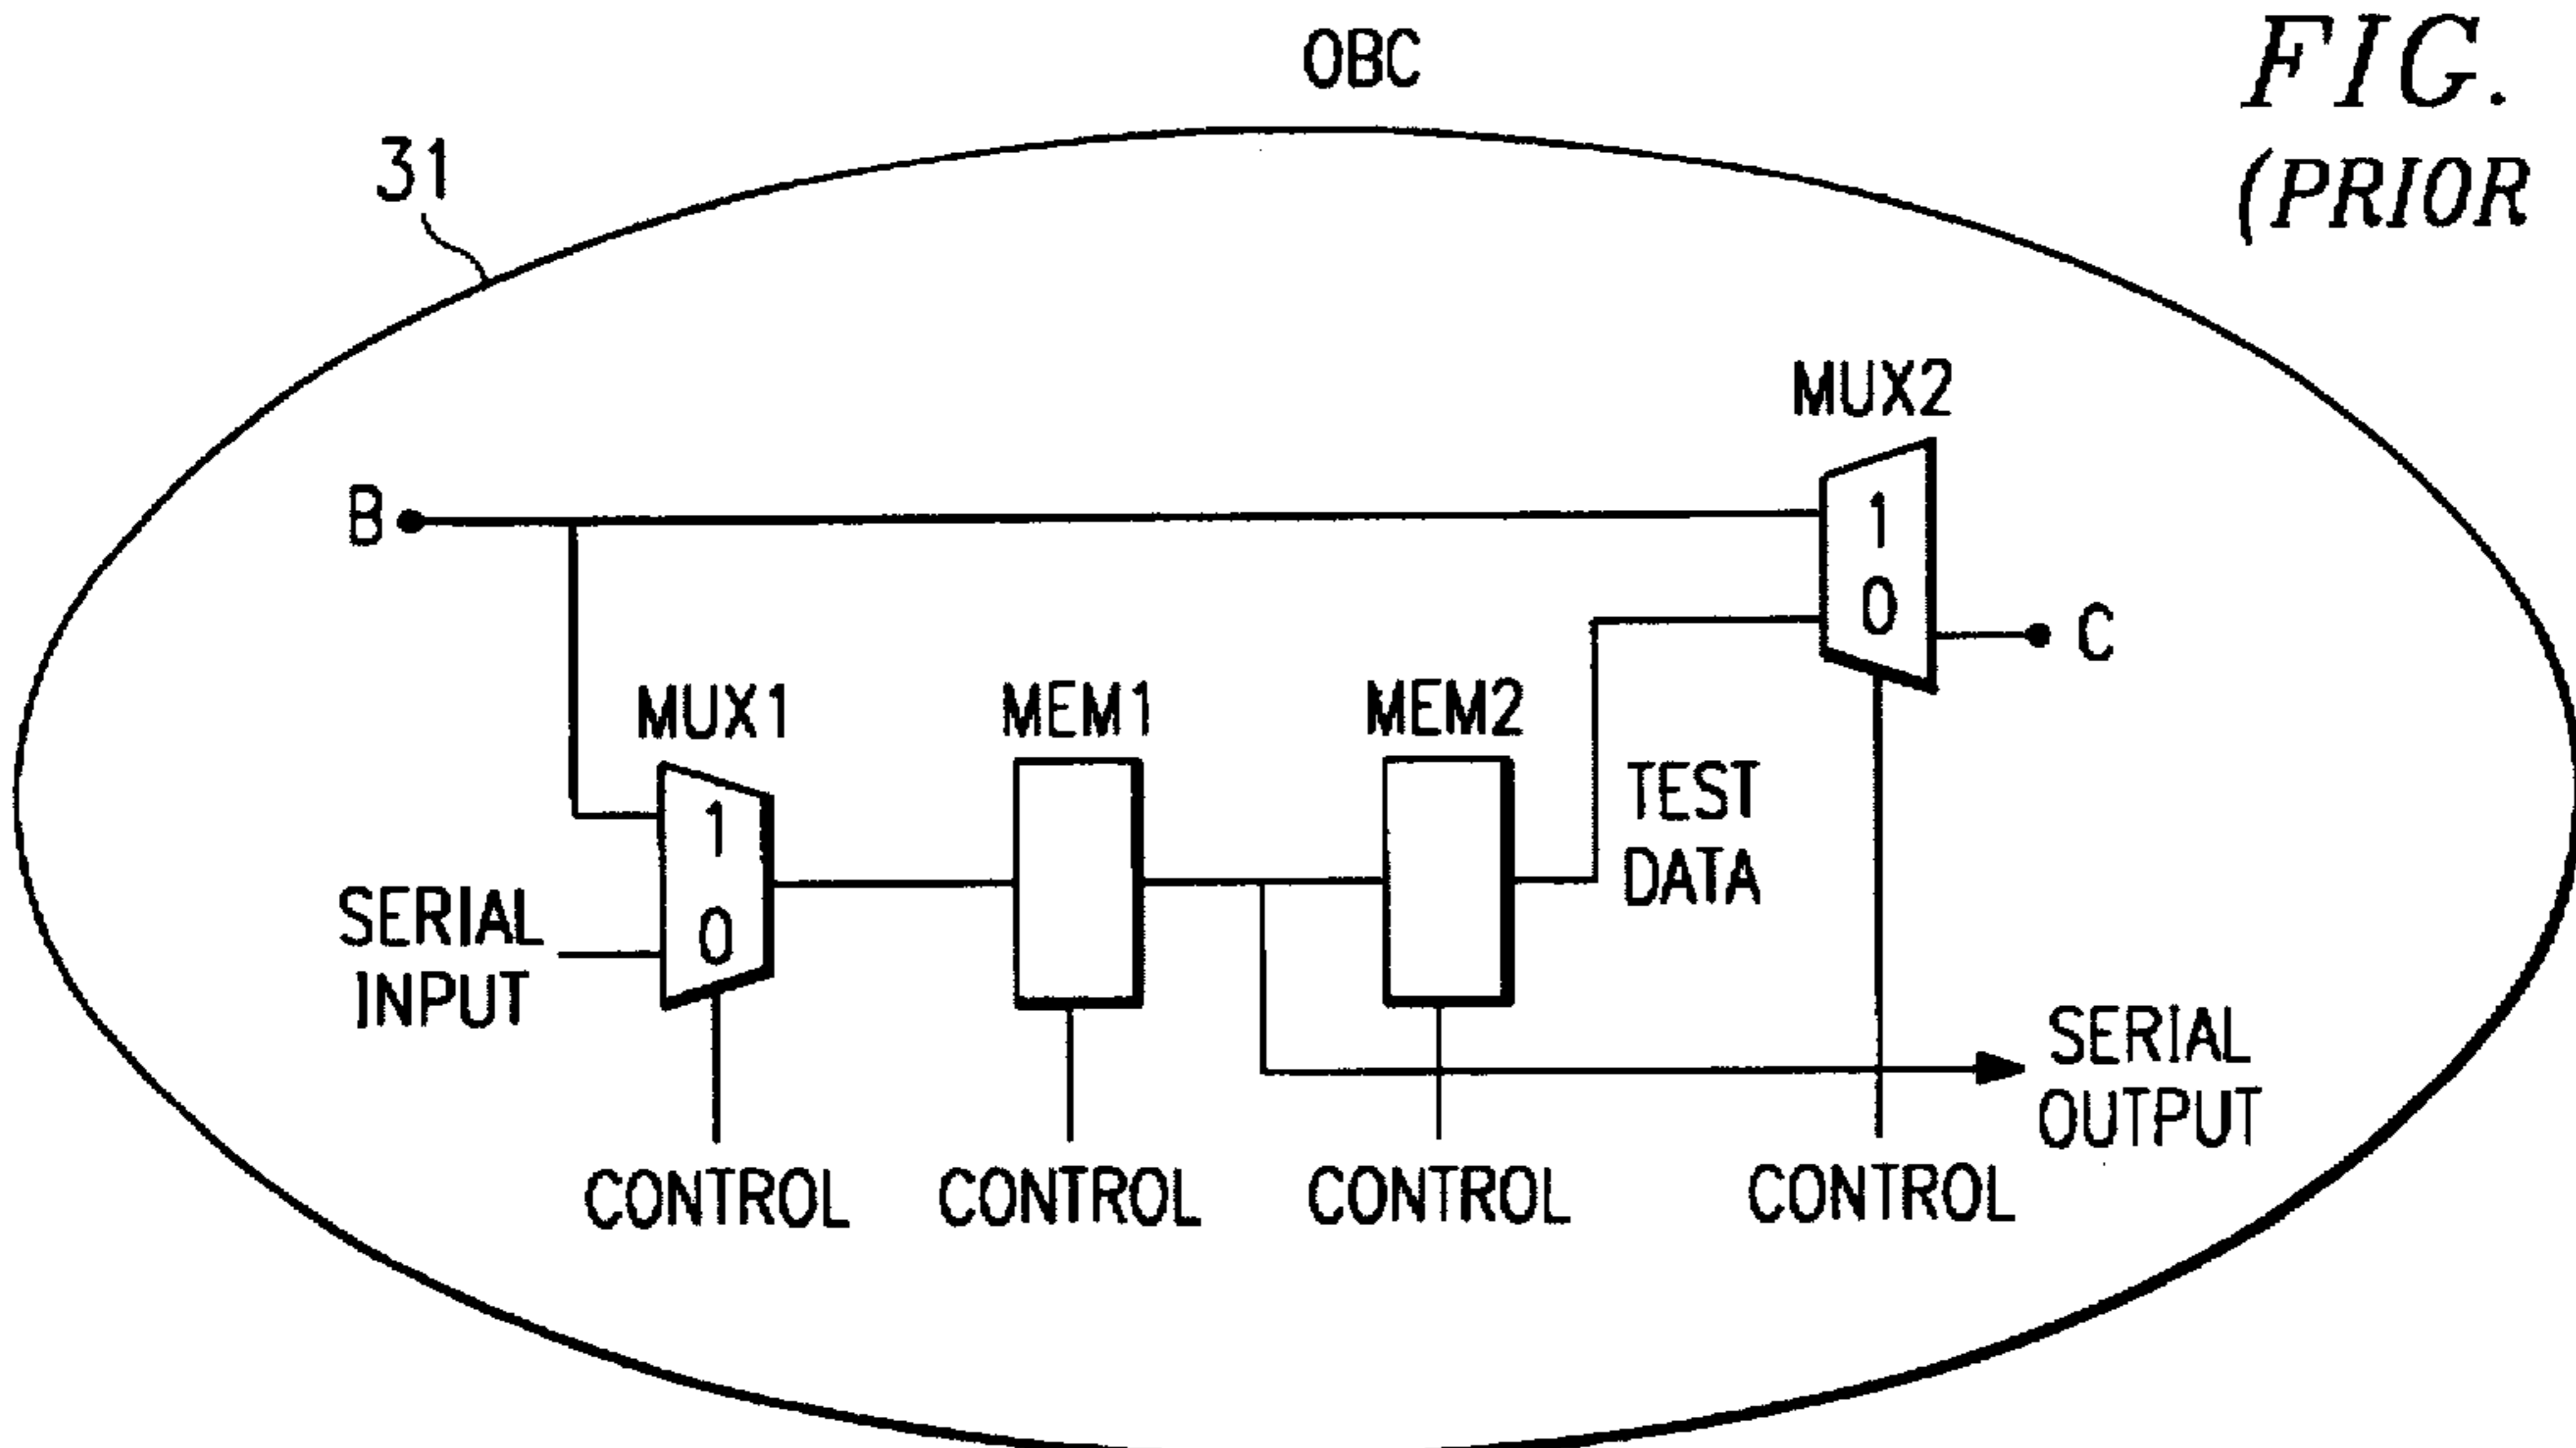 OBC
FIG.
(PRIOR
31
MUX2
B
1
0
C
MUX1
MEM1
MEM2
1
0
TEST
DATA
SERIAL
INPUT
SERIAL
OUTPUT
CONTROL
CONTROL
CONTROL
CONTROL